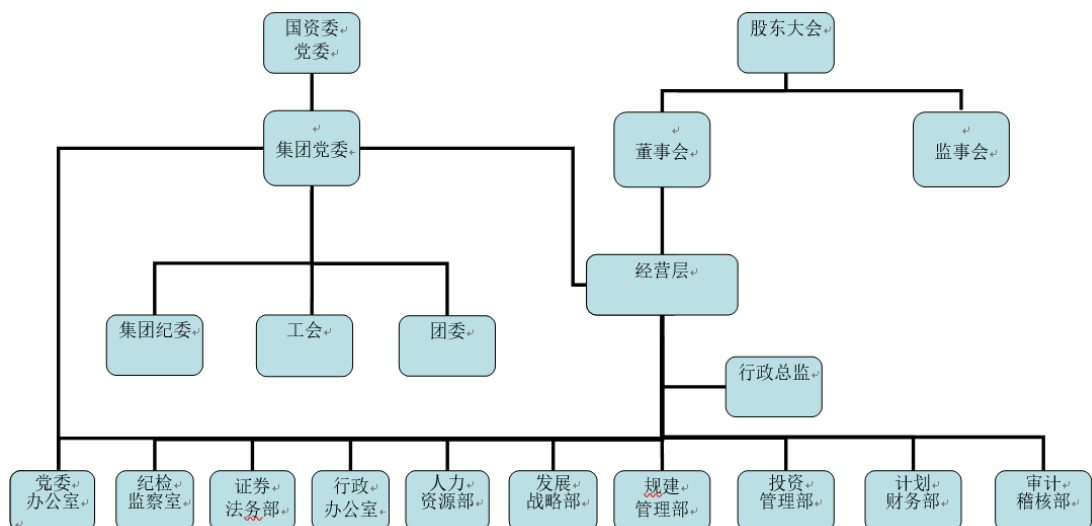 国资委
党委
股东大会
集团党委
董事会
监事会
经营层
集团纪委
工会
团委
行政总监
党委
办公室
纪检
监察室
证券
法务部
行政
办公室
人力
资源部
发展
战略部
规建
管理部
投资
管理部
计划
财务部
审计
稽核部